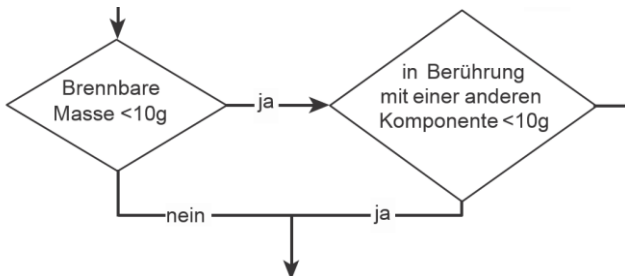 Brennbare
Masse <10g
ja
in Berührung
mit einer anderen
Komponente <10g
nein
ja